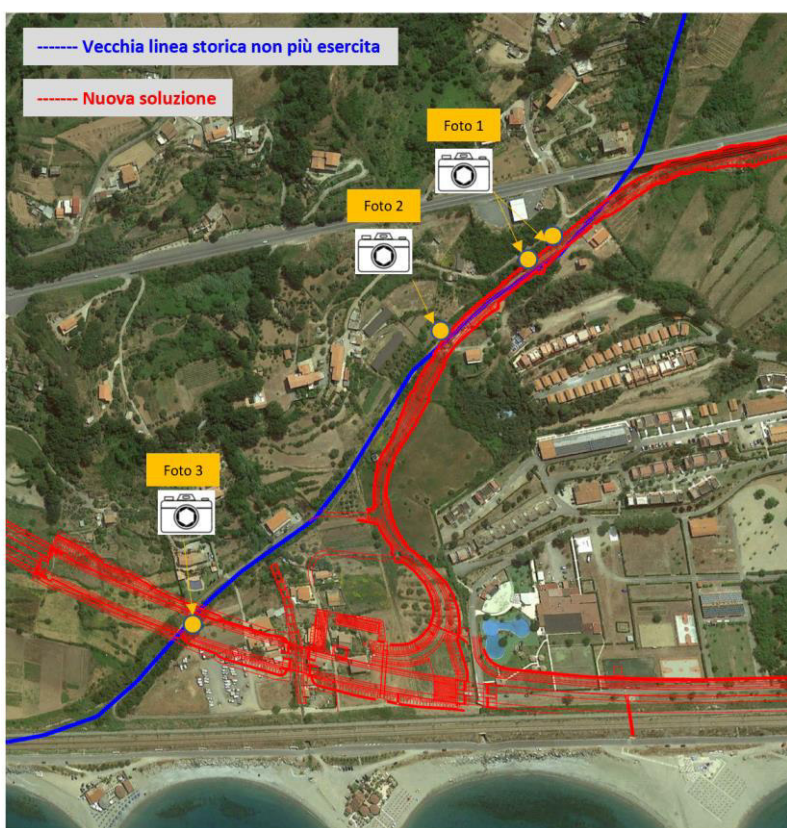 ------- Vecchia linea storica non più esercita
------- Nuova soluzione
Foto 1
Foto 2
Foto 3